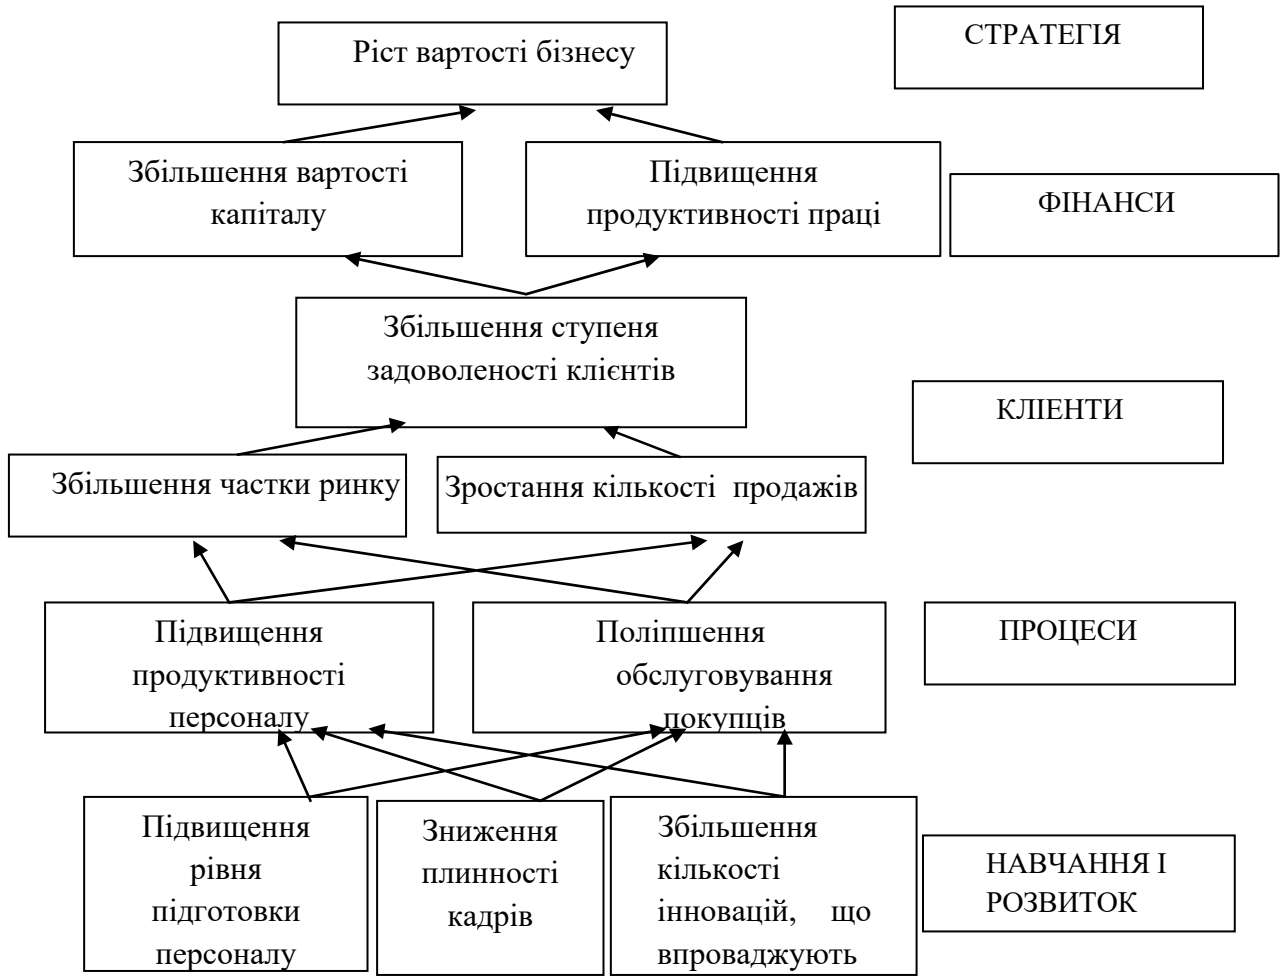 Ріст вартості бізнесу
СТРАТЕГІЯ
Збільшення вартості
капіталу
Підвищення
продуктивності праці
ФІНАНСИ
Збільшення ступеня
задоволеності клієнтів
КЛІЕНТИ
Збільшення частки ринку
Зростання кількості продажів
Підвищення
продуктивності
персоналу
Поліпшення
обслуговування
покупців
ПРОЦЕСИ
Підвищення
рівня
підготовки
персоналу
Зниження
плинності
кадрів
Збільшення
кількості
інновацій, що
впроваджують
НАВЧАННЯ І
РОЗВИТОК